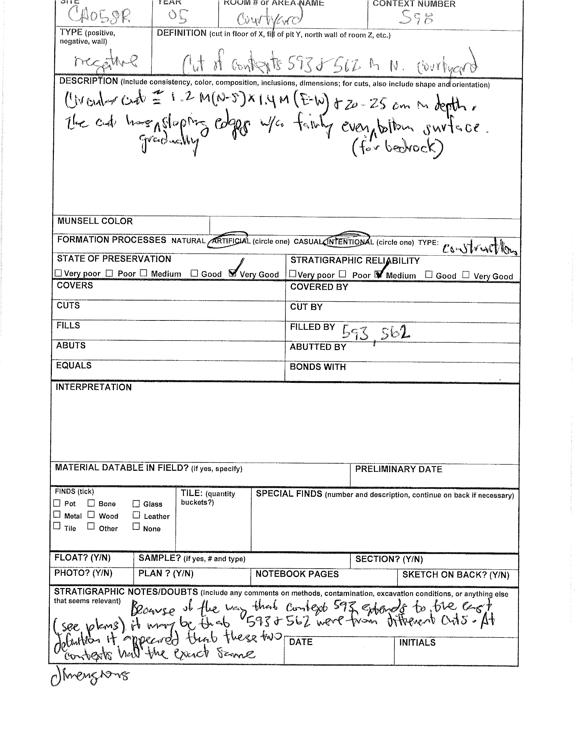 SITE YEAR ROOM # or AREA-NAME CONTEXT NUMBER
CA05SR 05 Courtyard 598
TYPE (positive, negative, wall) DEFINITION (cut in floor of X, fill of pit Y, north wall of room Z, etc.)
negative Cut of contexts 593 & 562 in N. courtyard
DESCRIPTION (include consistency, color, composition, inclusions, dimensions; for cuts, also include shape and orientation)
Circular cut ≈ 1.2 M (N-S) × 1.4 M (E-W) & 20-25 cm in depth.
The cut has gradually sloping edges w/a fairly even bottom surface.
(for bedrock)
MUNSELL COLOR
FORMATION PROCESSES NATURAL / ARTIFICIAL (circle one) CASUAL / INTENTIONAL (circle one) TYPE: construction
STATE OF PRESERVATION STRATIGRAPHIC RELIABILITY
☐ Very poor ☐ Poor ☐ Medium ☐ Good ☑ Very Good ☐ Very poor ☐ Poor ☑ Medium ☐ Good ☐ Very Good
COVERS COVERED BY
CUTS CUT BY
FILLS FILLED BY 593, 562
ABUTS ABUTTED BY
EQUALS BONDS WITH
INTERPRETATION
MATERIAL DATABLE IN FIELD? (if yes, specify) PRELIMINARY DATE
FINDS (tick) TILE: (quantity buckets?) SPECIAL FINDS (number and description, continue on back if necessary)
☐ Pot ☐ Bone ☐ Glass
☐ Metal ☐ Wood ☐ Leather
☐ Tile ☐ Other ☐ None
FLOAT? (Y/N) SAMPLE? (if yes, # and type) SECTION? (Y/N)
PHOTO? (Y/N) PLAN ? (Y/N) NOTEBOOK PAGES SKETCH ON BACK? (Y/N)
STRATIGRAPHIC NOTES/DOUBTS (Include any comments on methods, contamination, excavation conditions, or anything else
that seems relevant) Because of the way that context 593 extends to the east
(see plans) it may be that 593 & 562 were from different cuts. At
definition it appeared that these two
contexts had the exact same
dimensions
DATE INITIALS